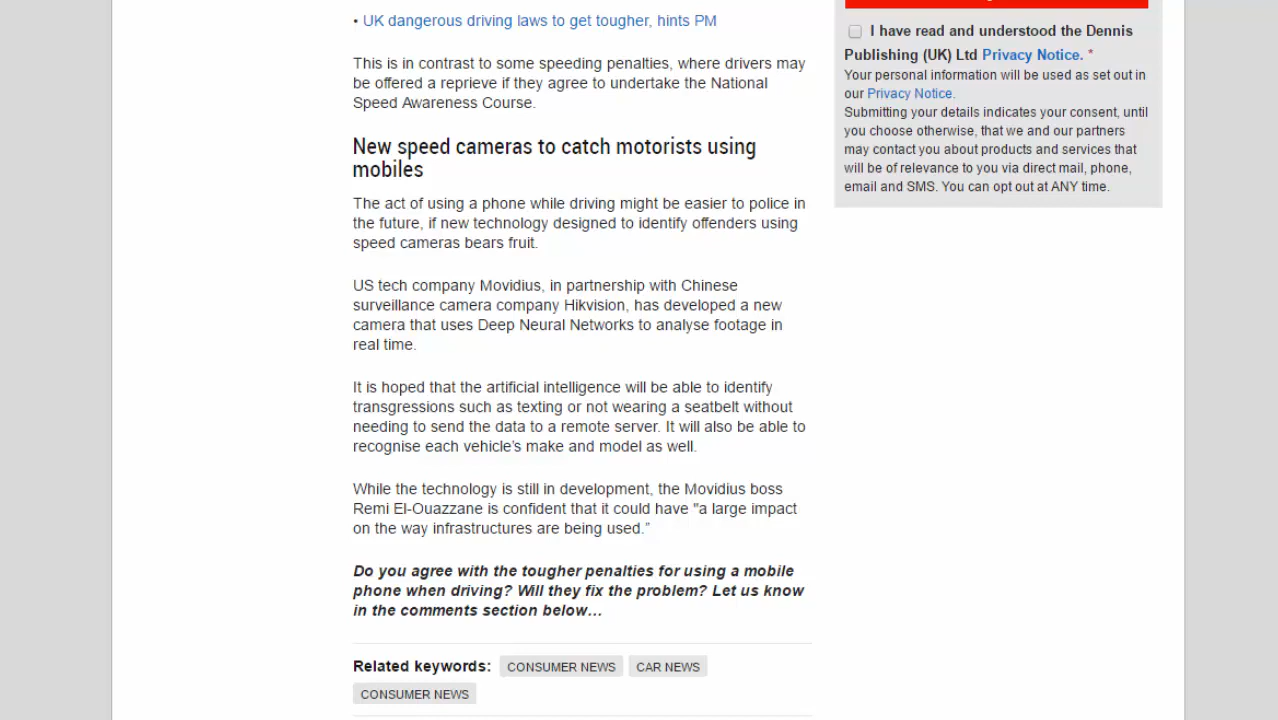 • UK dangerous driving laws to get tougher, hints PM
This is in contrast to some speeding penalties, where drivers may
be offered a reprieve if they agree to undertake the National
Speed Awareness Course.
New speed cameras to catch motorists using
mobiles
The act of using a phone while driving might be easier to police in
the future, if new technology designed to identify offenders using
speed cameras bears fruit.
US tech company Movidius, in partnership with Chinese
surveillance camera company Hikvision, has developed a new
camera that uses Deep Neural Networks to analyse footage in
real time.
It is hoped that the artificial intelligence will be able to identify
transgressions such as texting or not wearing a seatbelt without
needing to send the data to a remote server. It will also be able to
recognise each vehicle's make and model as well.
While the technology is still in development, the Movidius boss
Remi El-Ouazzane is confident that it could have "a large impact
on the way infrastructures are being used.”
Do you agree with the tougher penalties for using a mobile
phone when driving? Will they fix the problem? Let us know
in the comments section below…
Related keywords: CONSUMER NEWS CAR NEWS
CONSUMER NEWS
I have read and understood the Dennis
Publishing (UK) Ltd Privacy Notice. *
Your personal information will be used as set out in
our Privacy Notice.
Submitting your details indicates your consent, until
you choose otherwise, that we and our partners
may contact you about products and services that
will be of relevance to you via direct mail, phone,
email and SMS. You can opt out at ANY time.